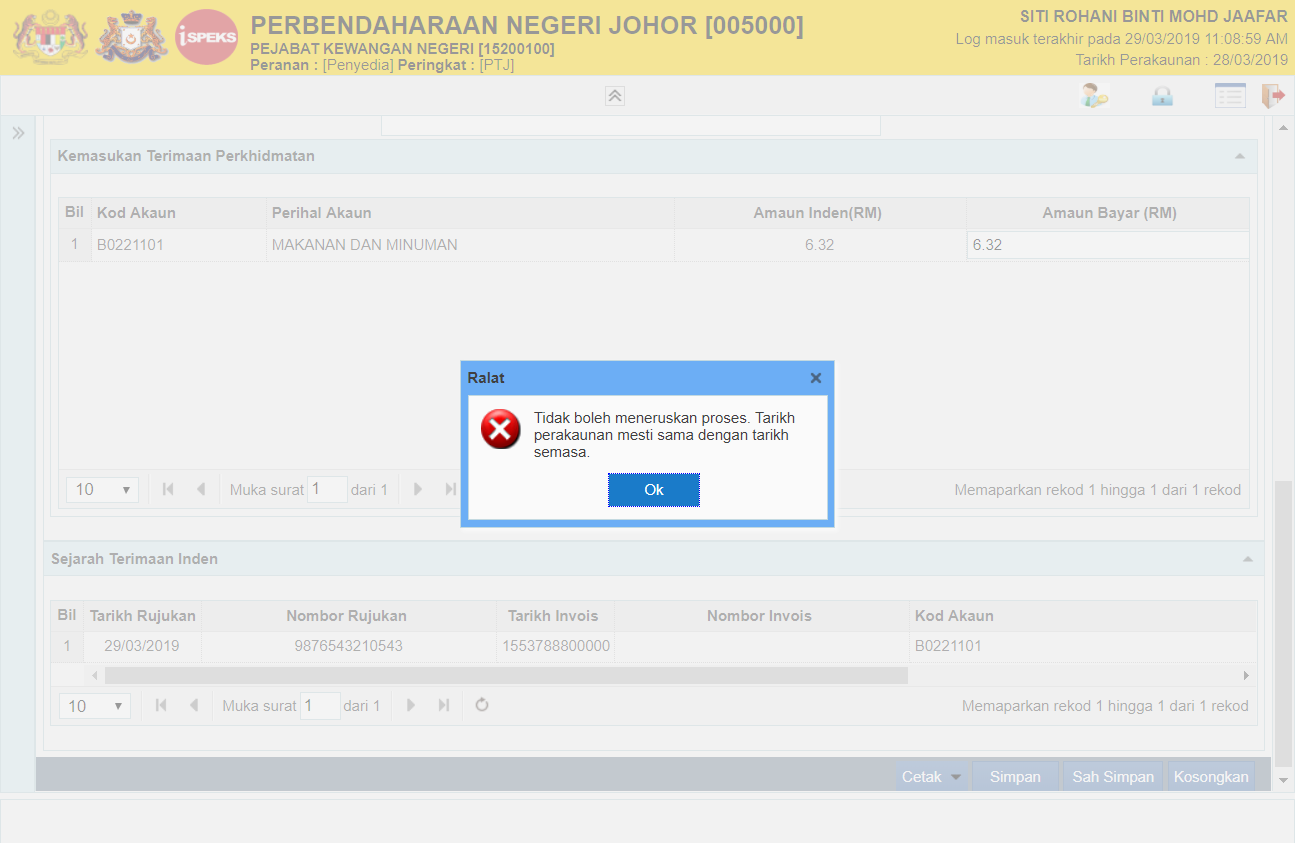 iSPEKS
PERBENDAHARAAN NEGERI JOHOR [005000]
PEJABAT KEWANGAN NEGERI [15200100]
Peranan : [Penyedia] Peringkat : [PTJ]
SITI ROHANI BINTI MOHD JAAFAR
Log masuk terakhir pada 29/03/2019 11:08:59 AM
Tarikh Perakaunan : 28/03/2019
Kemasukan Terimaan Perkhidmatan
Bil Kod Akaun Perihal Akaun Amaun Inden(RM) Amaun Bayar (RM)
1 B0221101 MAKANAN DAN MINUMAN 6.32 6.32
Ralat
Tidak boleh meneruskan proses. Tarikh
perakaunan mesti sama dengan tarikh
semasa.
Ok
10 Muka surat 1 dari 1 Memaparkan rekod 1 hingga 1 dari 1 rekod
Sejarah Terimaan Inden
Bil Tarikh Rujukan Nombor Rujukan Tarikh Invois Nombor Invois Kod Akaun
1 29/03/2019 9876543210543 1553788800000 B0221101
10 Muka surat 1 dari 1 Memaparkan rekod 1 hingga 1 dari 1 rekod
Cetak Simpan Sah Simpan Kosongkan